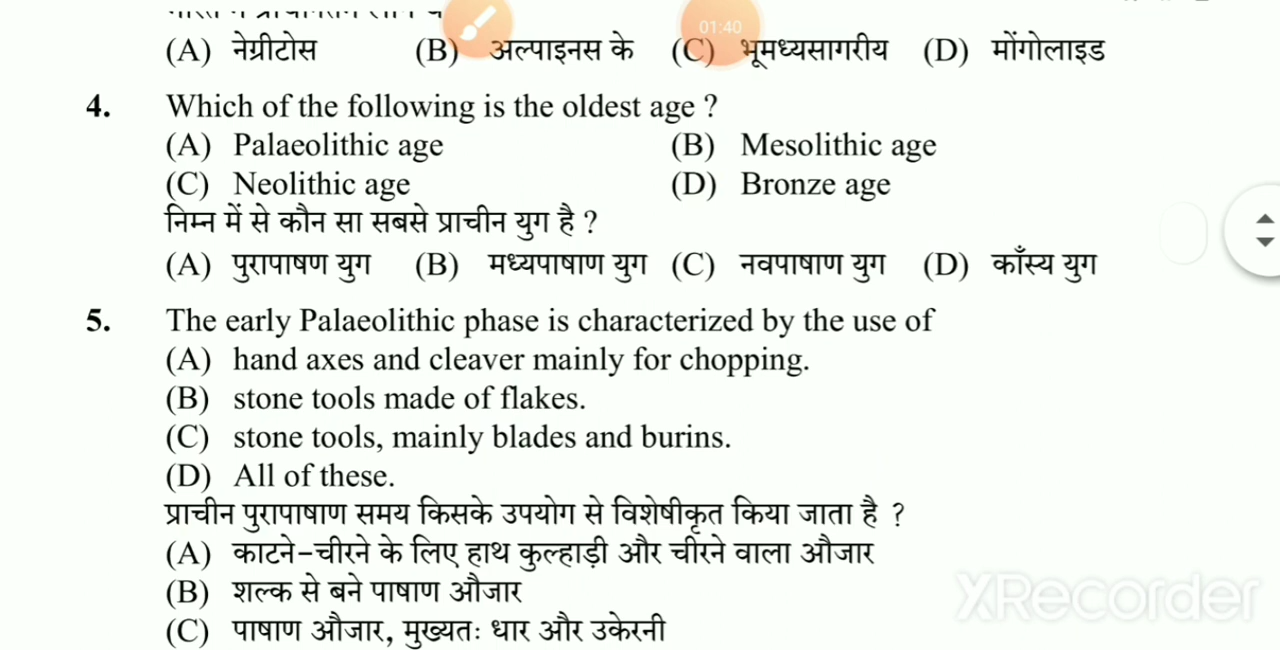 01:40
(A) नेग्रीटोस (B) अल्पाइनस के (C) भूमध्यसागरीय (D) मोंगोलाइड
4. Which of the following is the oldest age ?
(A) Palaeolithic age (B) Mesolithic age
(C) Neolithic age (D) Bronze age
निम्न में से कौन सा सबसे प्राचीन युग है ?
(A) पुरापाषण युग (B) मध्यपाषाण युग (C) नवपाषाण युग (D) काँस्य युग
5. The early Palaeolithic phase is characterized by the use of
(A) hand axes and cleaver mainly for chopping.
(B) stone tools made of flakes.
(C) stone tools, mainly blades and burins.
(D) All of these.
प्राचीन पुरापाषाण समय किसके उपयोग से विशेषीकृत किया जाता है ?
(A) काटने-चीरने के लिए हाथ कुल्हाड़ी और चीरने वाला औजार
(B) शल्क से बने पाषाण औजार
(C) पाषाण औजार, मुख्यतः धार और उकेरनी
XRecorder